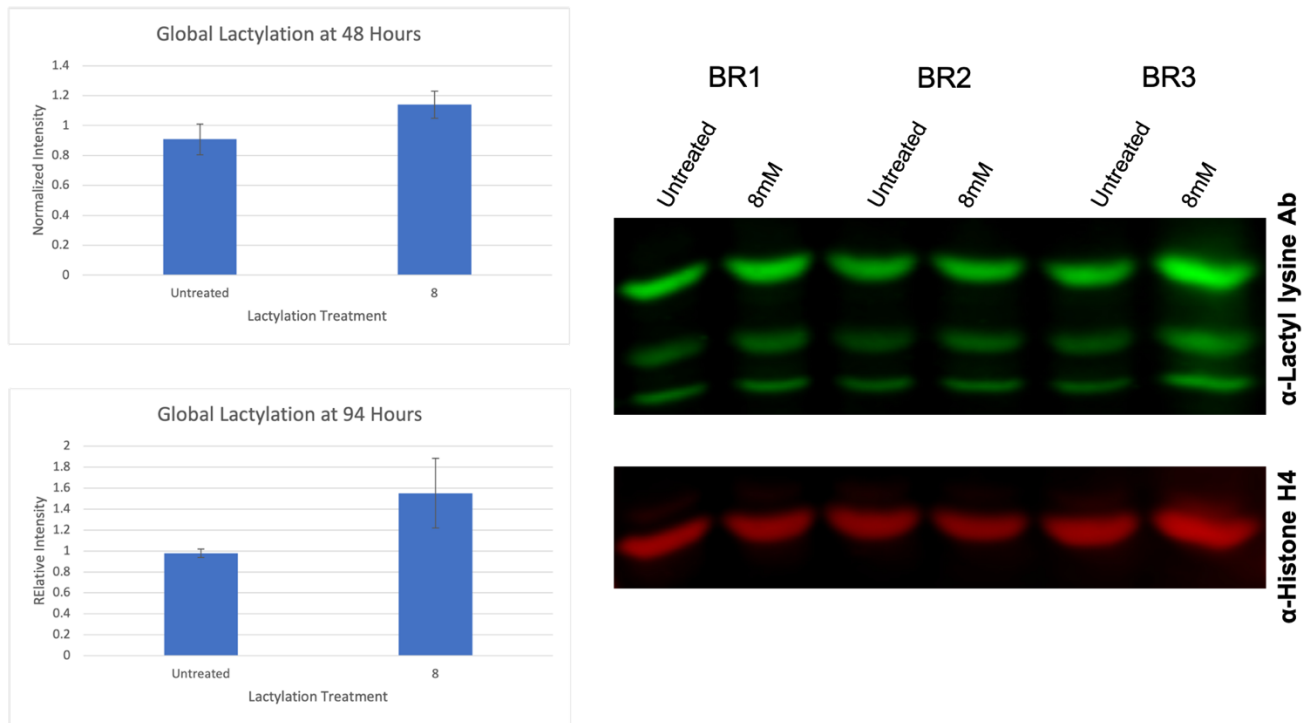 Global Lactylation at 48 Hours
1.4
1.2
1
0.8
0.6
0.4
0.2
0
Normalized Intensity
Untreated
8
Lactylation Treatment
Global Lactylation at 94 Hours
2
1.8
1.6
1.4
1.2
1
0.8
0.6
0.4
0.2
0
RElative Intensity
Untreated
8
Lactylation Treatment
BR1 BR2 BR3
Untreated 8mM Untreated 8mM Untreated 8mM
α-Lactyl lysine Ab
α-Histone H4